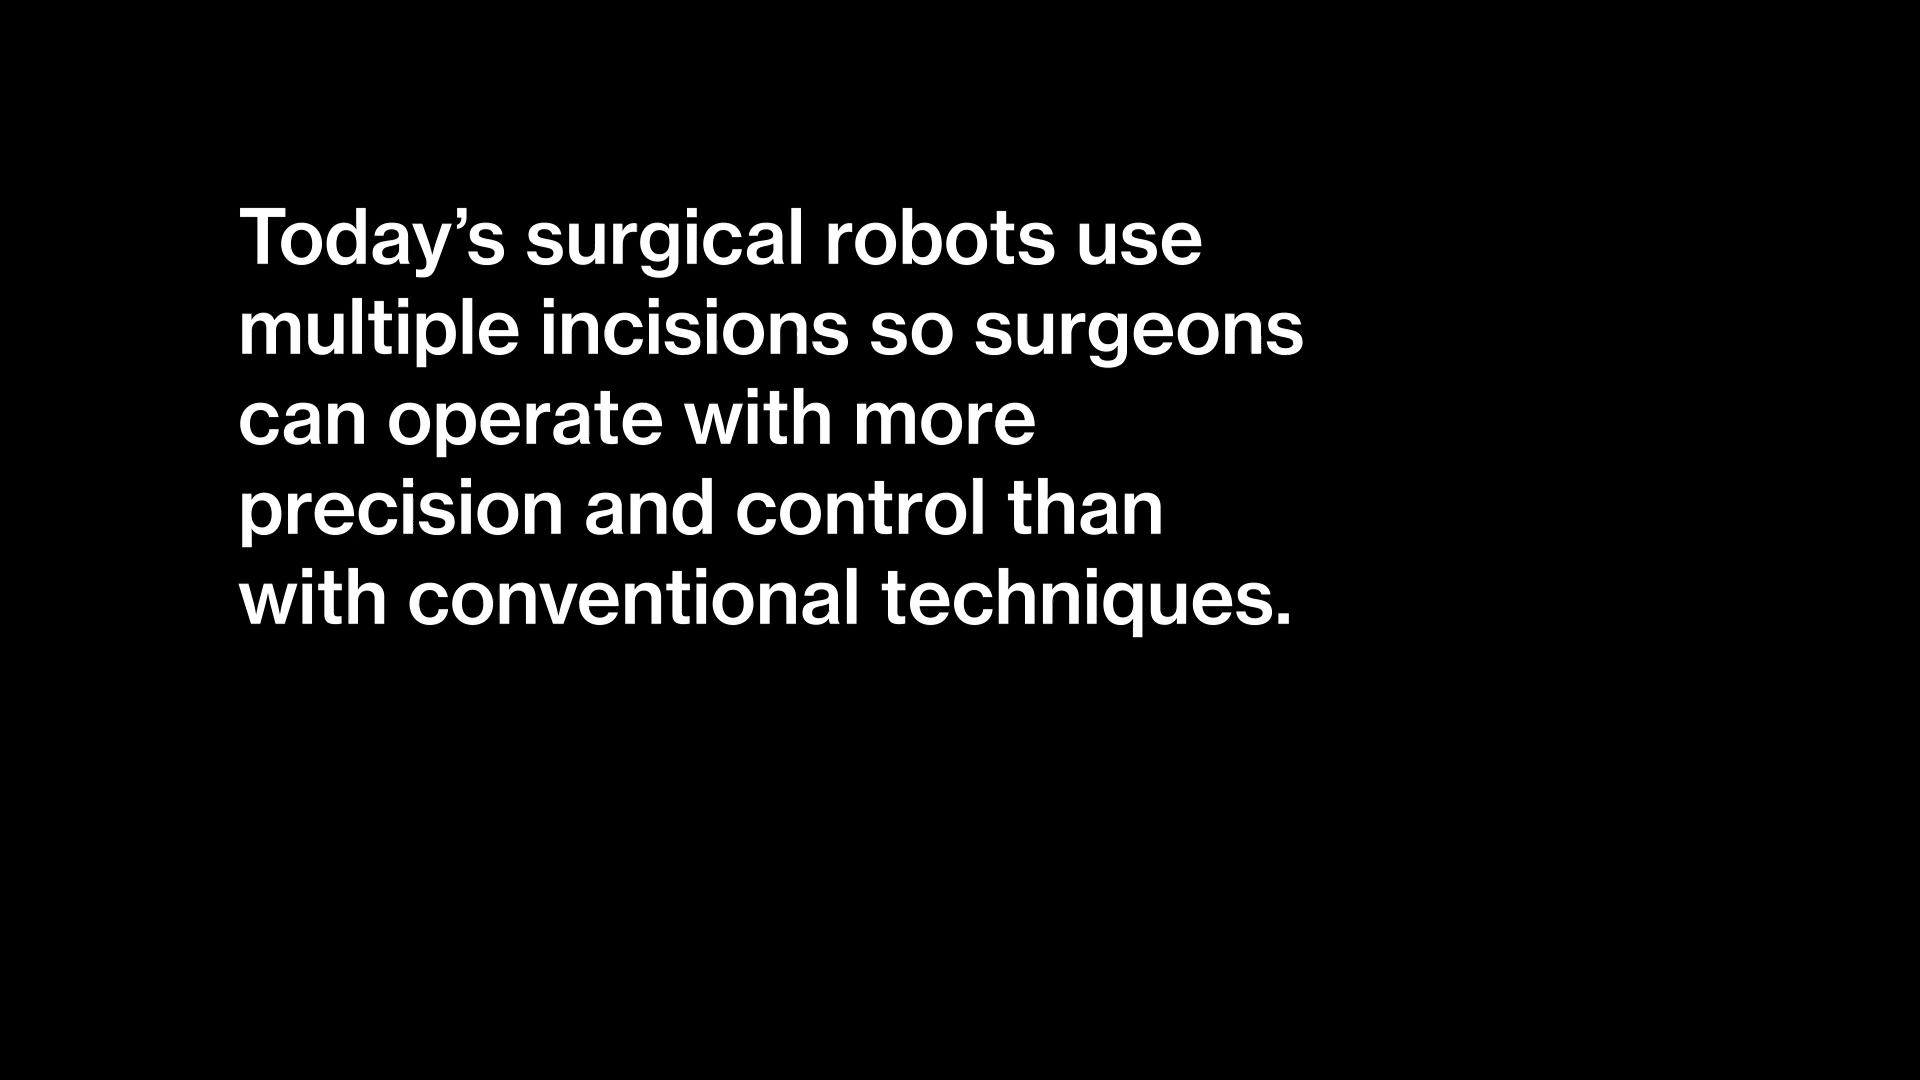 Today’s surgical robots use
multiple incisions so surgeons
can operate with more
precision and control than
with conventional techniques.